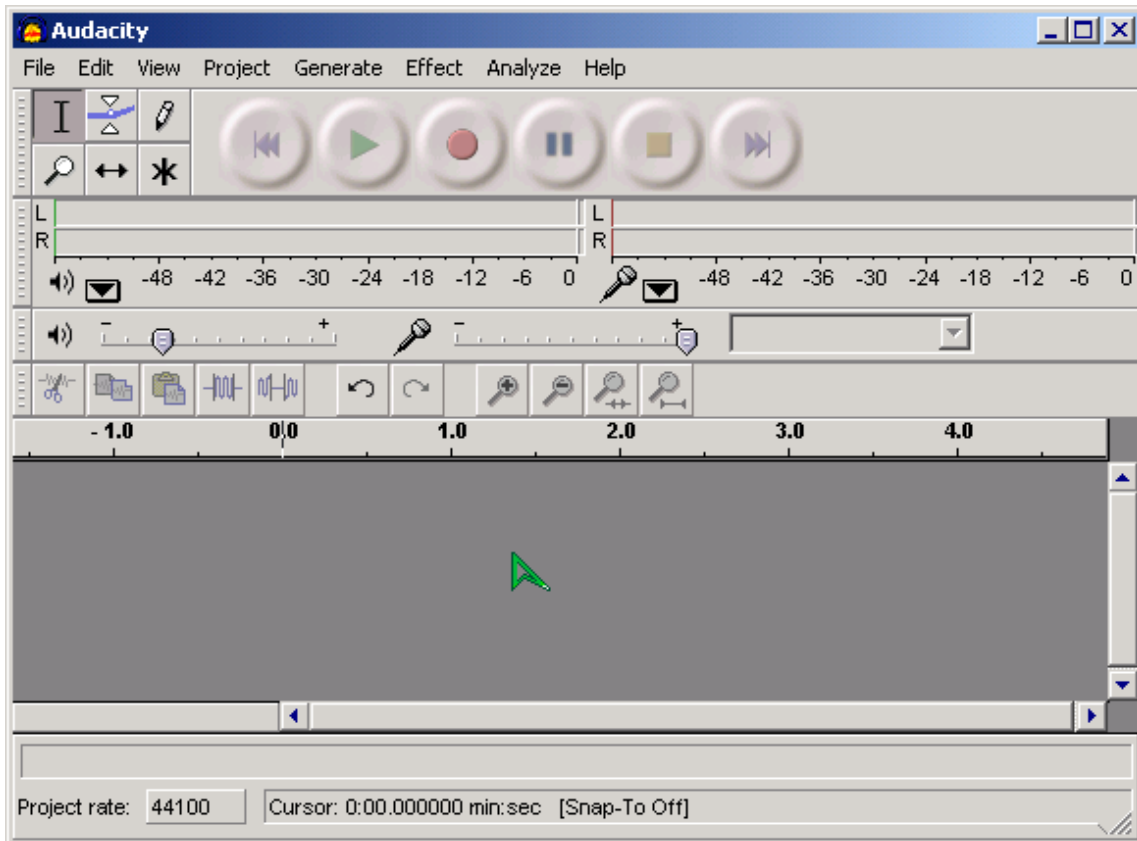 Audacity
File Edit View Project Generate Effect Analyze Help
L L
R R
-48 -42 -36 -30 -24 -18 -12 -6 0 -48 -42 -36 -30 -24 -18 -12 -6 0
- + - +
- 1.0 0.0 1.0 2.0 3.0 4.0
Project rate: 44100 Cursor: 0:00.000000 min:sec [Snap-To Off]